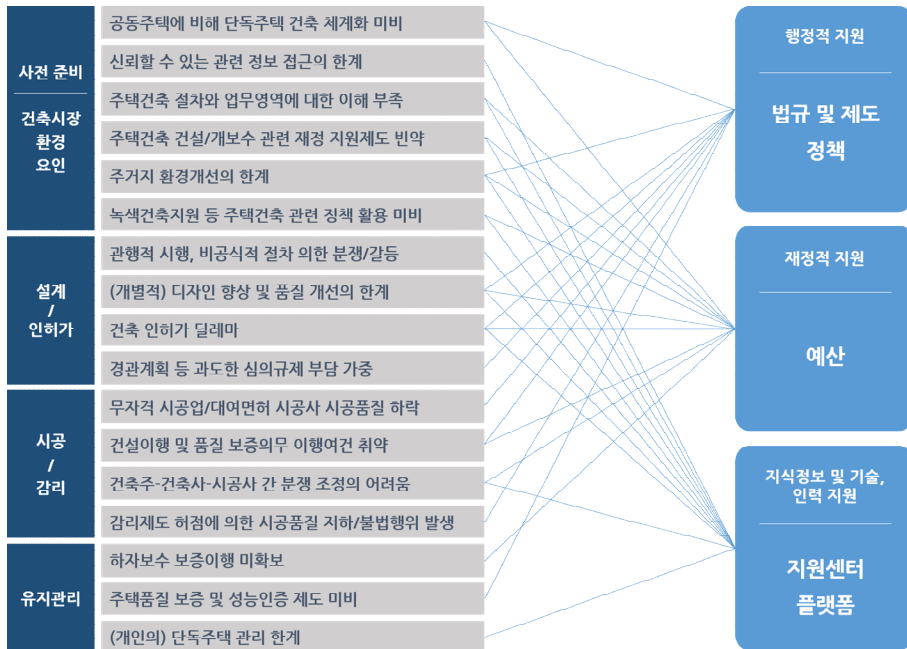 사전 준비
건축시장
환경
요인
공동주택에 비해 단독주택 건축 체계화 미비
신뢰할 수 있는 관련 정보 접근의 한계
주택건축 절차와 업무영역에 대한 이해 부족
주택건축 건설/개보수 관련 재정 지원제도 빈약
주거지 환경개선의 한계
녹색건축지원 등 주택건축 관련 정책 활용 미비
설계
/
인허가
관행적 시행, 비공식적 절차 의한 분쟁/갈등
(개별적) 디자인 향상 및 품질 개선의 한계
건축 인허가 딜레마
경관계획 등 과도한 심의규제 부담 가중
시공
/
감리
무자격 시공업/대여면허 시공사 시공품질 하락
건설이행 및 품질 보증의무 이행여건 취약
건축주-건축사-시공사 간 분쟁 조정의 어려움
감리제도 허점에 의한 시공품질 저하/불법행위 발생
유지관리
하자보수 보증이행 미확보
주택품질 보증 및 성능인증 제도 미비
(개인의) 단독주택 관리 한계
행정적 지원
법규 및 제도
정책
재정적 지원
예산
지식정보 및 기술,
인력 지원
지원센터
플랫폼